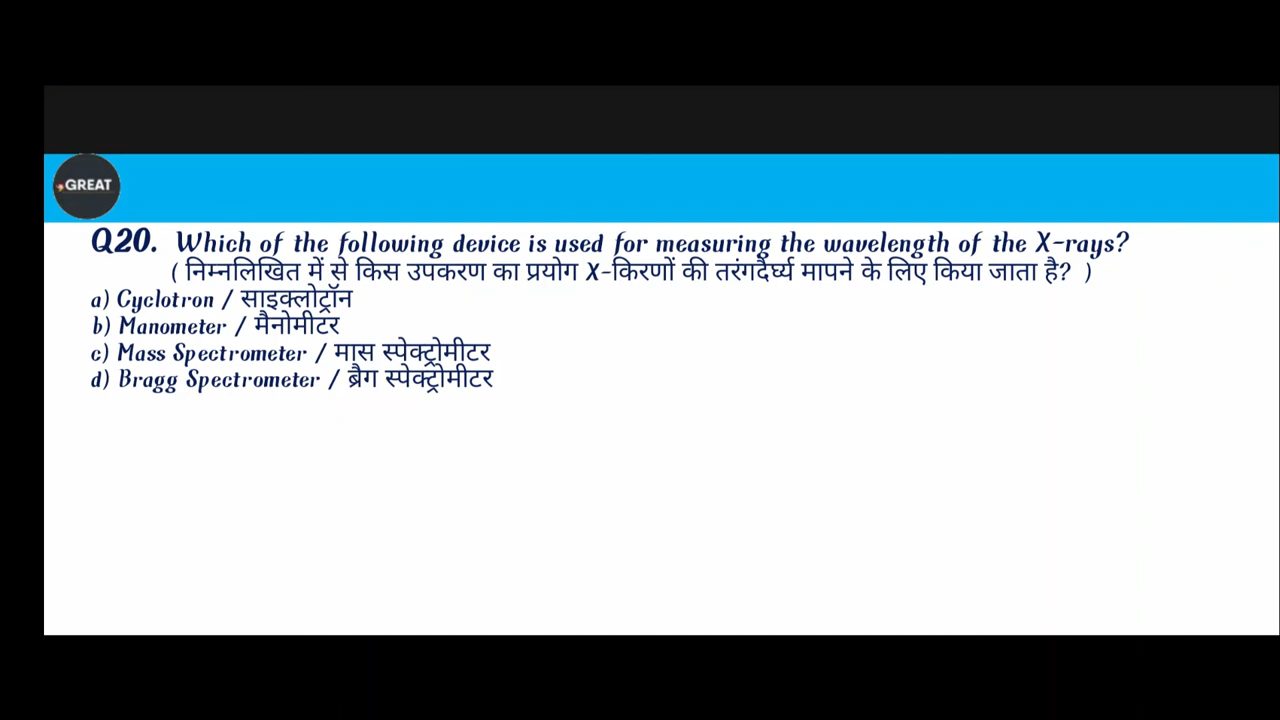 GREAT
Q20. Which of the following device is used for measuring the wavelength of the X-rays?
( निम्नलिखित में से किस उपकरण का प्रयोग X-किरणों की तरंगदैर्घ्य मापने के लिए किया जाता है? )
a) Cyclotron / साइक्लोट्रॉन
b) Manometer / मैनोमीटर
c) Mass Spectrometer / मास स्पेक्ट्रोमीटर
d) Bragg Spectrometer / ब्रैग स्पेक्ट्रोमीटर